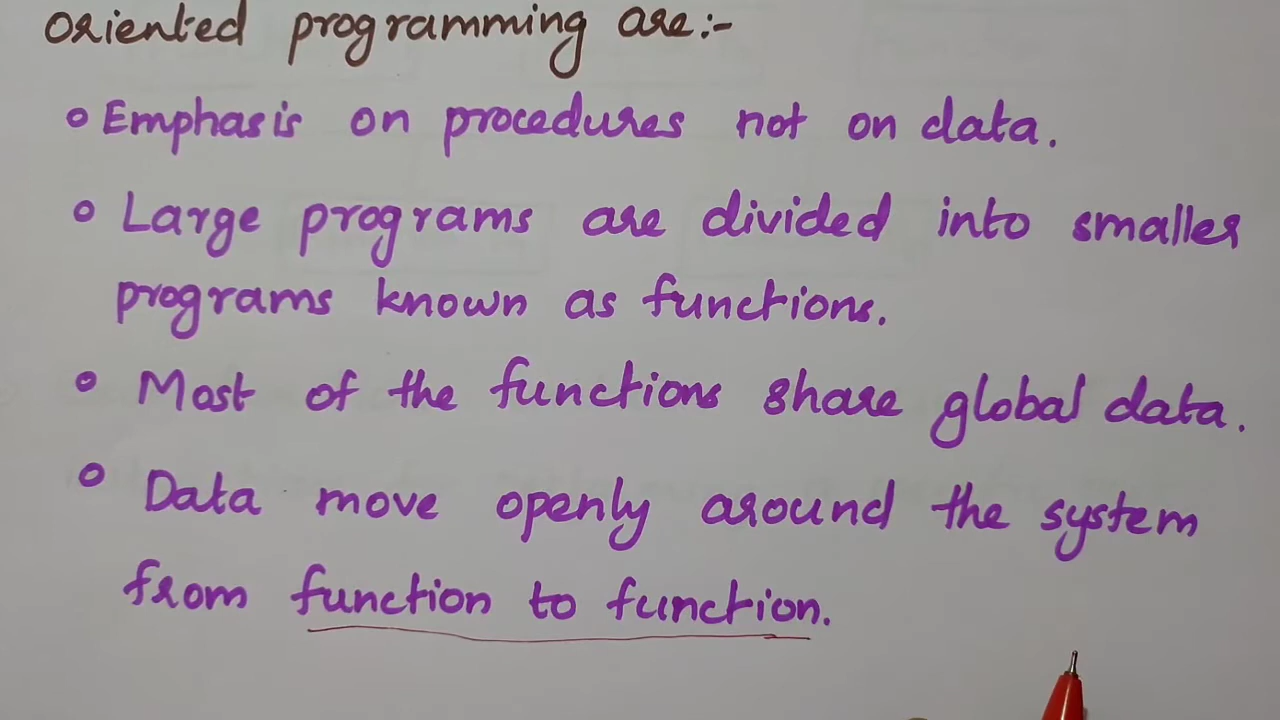 oriented programming are:-
o Emphasis on procedures not on data.
o Large programs are divided into smaller
programs known as functions.
o Most of the functions share global data.
o Data move openly around the system
from function to function.